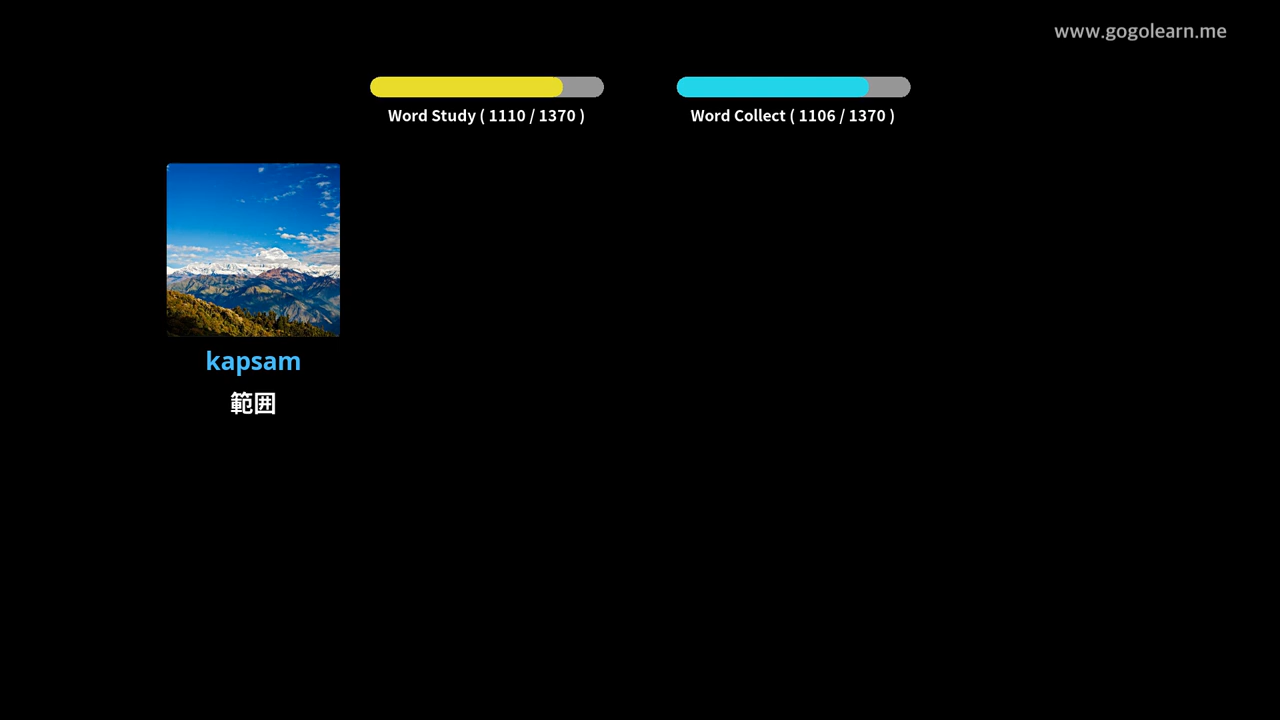 www.gogolearn.me
Word Study ( 1110 / 1370 )
Word Collect ( 1106 / 1370 )
kapsam
範囲